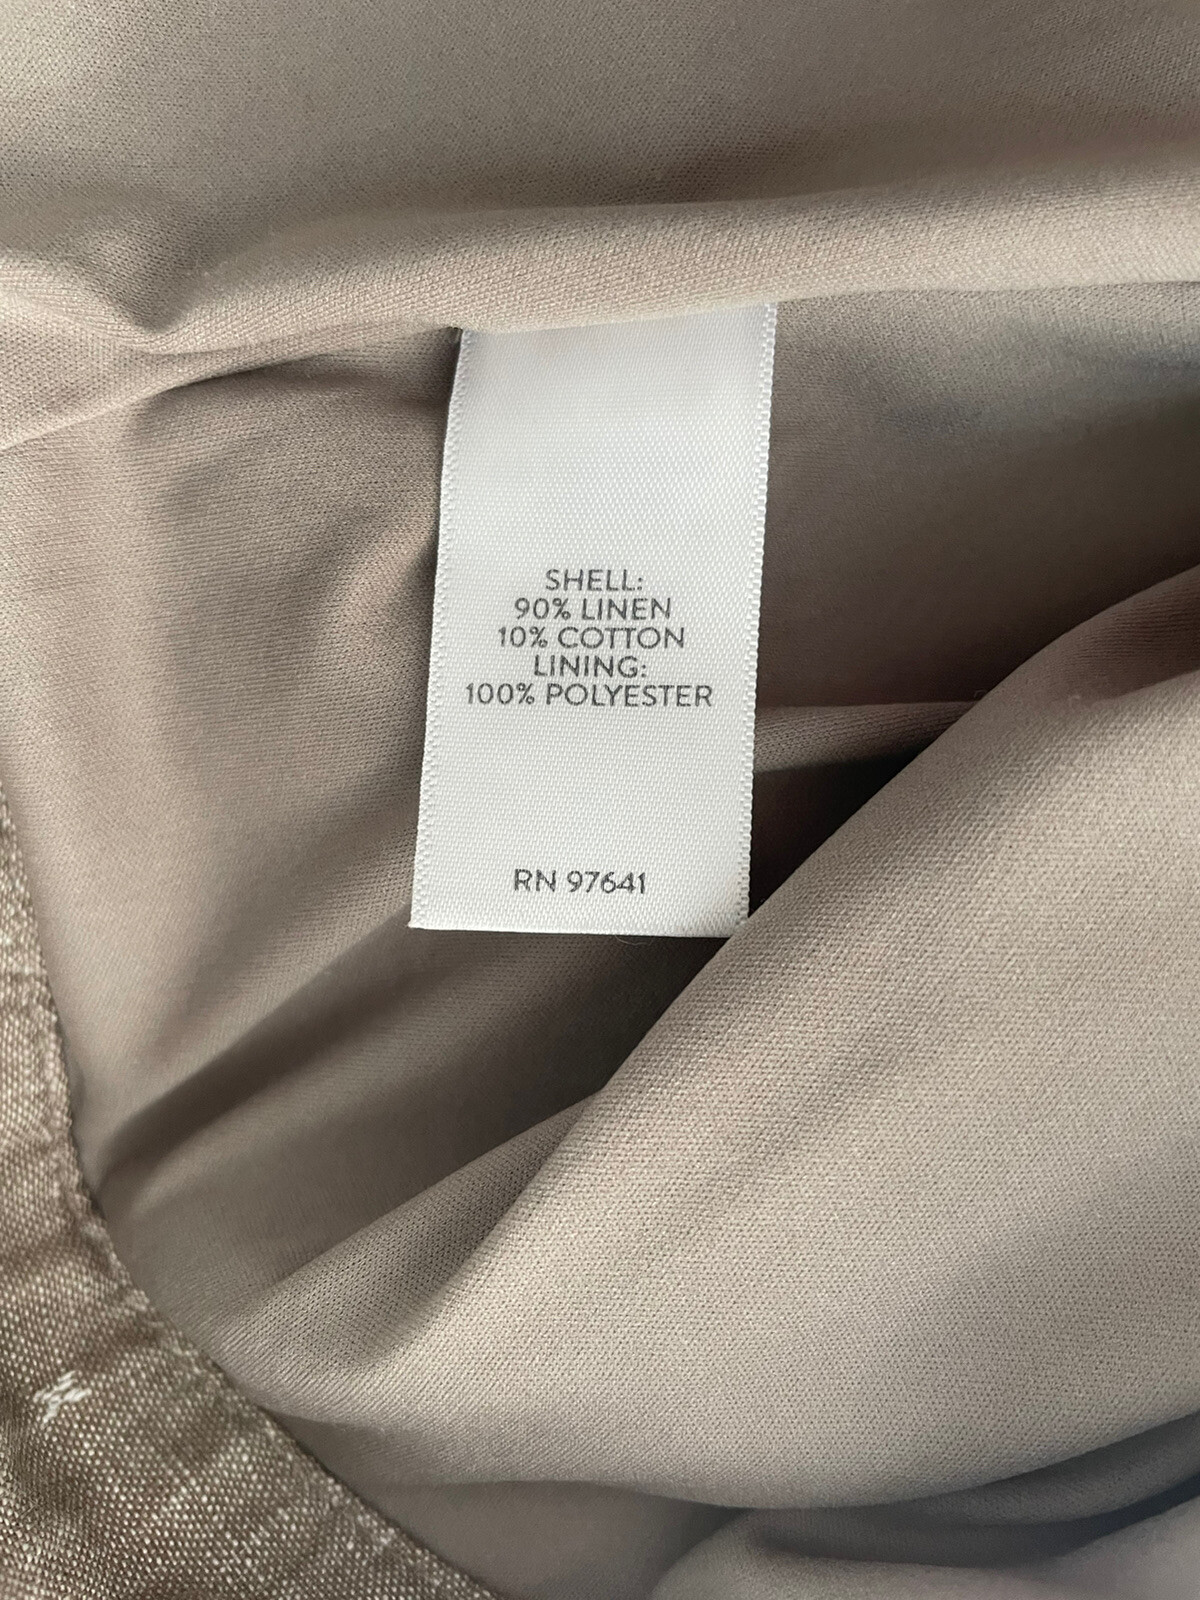 SHELL:
90% LINEN
10% COTTON
LINING:
100% POLYESTER
RN 97641